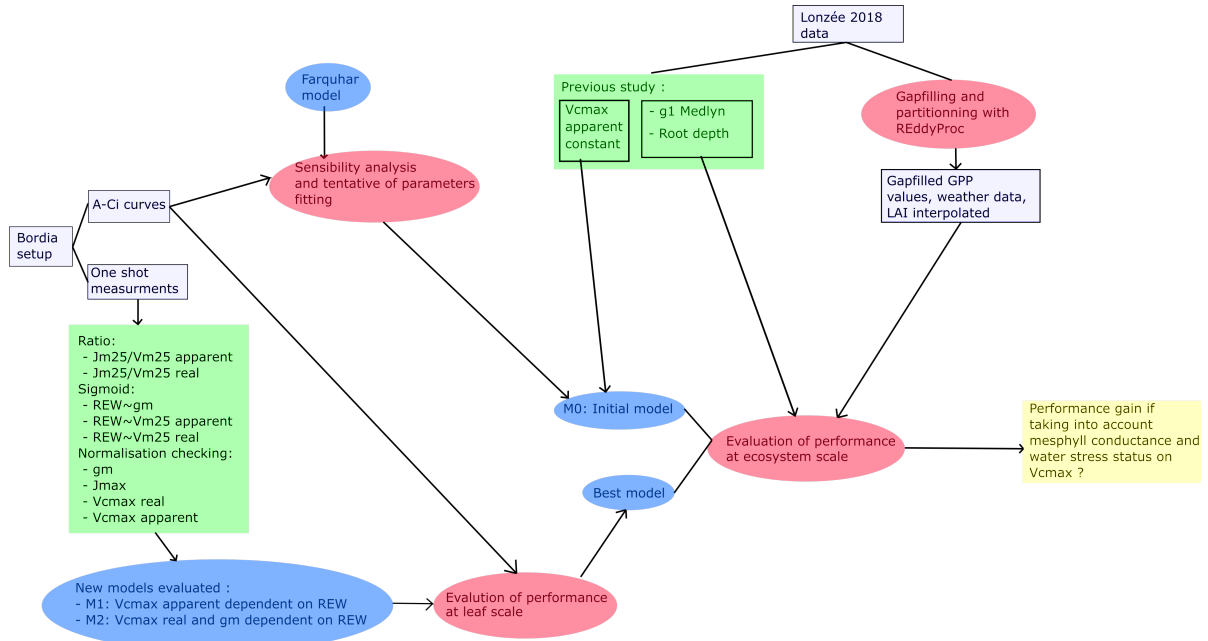 Lonzée 2018
data
Farquhar
model
Previous study :
Vcmax
apparent
constant
- g1 Medlyn
- Root depth
Gapfilling and
partitionning with
REddyProc
Sensibility analysis
and tentative of parameters
fitting
Gapfilled GPP
values, weather data,
LAI interpolated
A-Ci curves
Bordia
setup
One shot
measurments
Ratio:
- Jm25/Vm25 apparent
- Jm25/Vm25 real
Sigmoid:
- REW~gm
- REW~Vm25 apparent
- REW~Vm25 real
Normalisation checking:
- gm
- Jmax
- Vcmax real
- Vcmax apparent
M0: Initial model
Evaluation of performance
at ecosystem scale
Performance gain if
taking into account
mesphyll conductance and
water stress status on
Vcmax ?
Best model
New models evaluated :
- M1: Vcmax apparent dependent on REW
- M2: Vcmax real and gm dependent on REW
Evalution of performance
at leaf scale